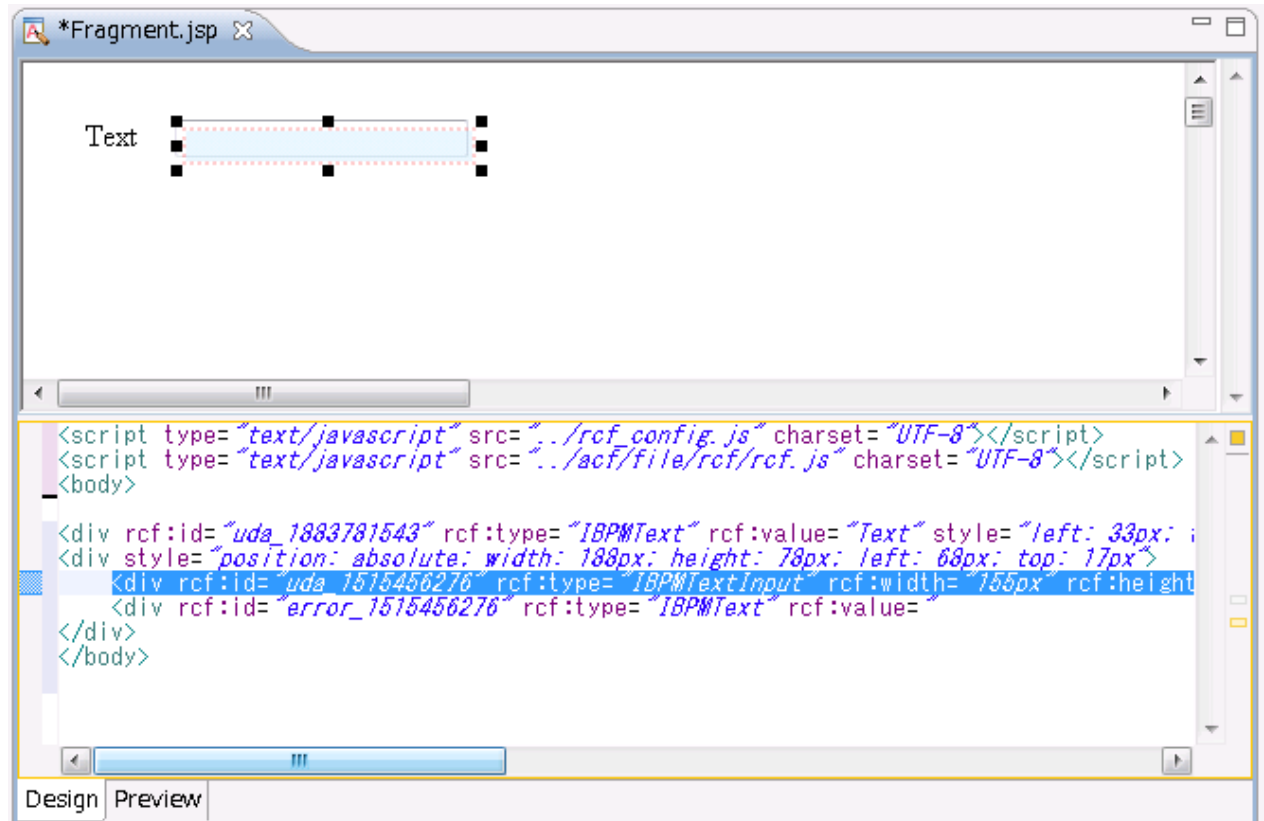 *Fragment.jsp
Text
<script type="text/javascript" src="../rcf_config.js" charset="UTF-8"></script>
<script type="text/javascript" src="../acf/file/rcf/rcf.js" charset="UTF-8"></script>
<body>
<div rcf:id="uda_1883781543" rcf:type="IBPMText" rcf:value="Text" style="left: 33px;
<div style="position: absolute; width: 188px; height: 78px; left: 68px; top: 17px">
<div rcf:id="uda_1515456276" rcf:type="IBPMTextInput" rcf:width="155px" rcf:height
<div rcf:id="error_1515456276" rcf:type="IBPMText" rcf:value="
</div>
</body>
Design Preview